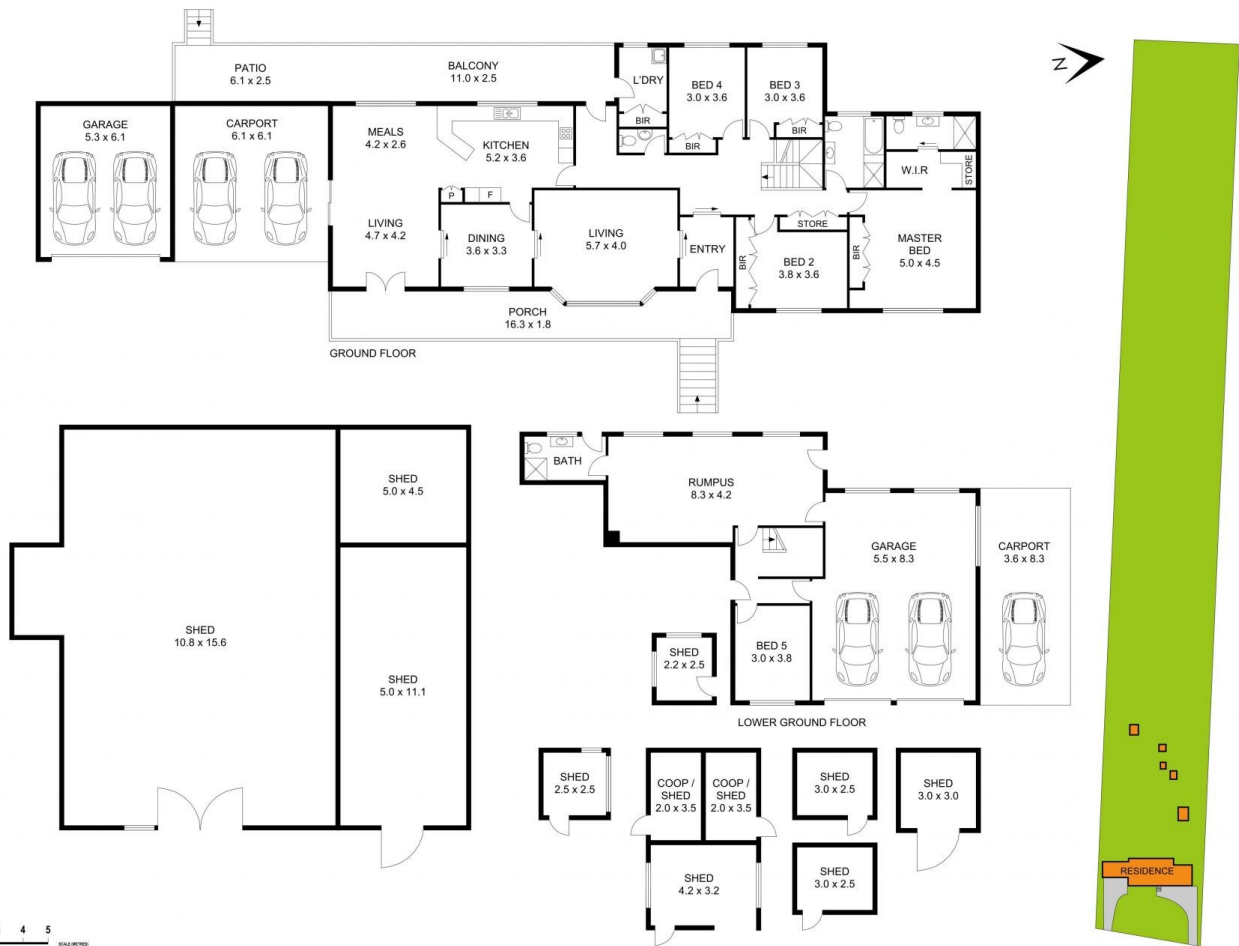 PATIO
6.1 x 2.5
BALCONY
11.0 x 2.5
L'DRY
BIR
BED 4
3.0 x 3.6
BIR
BED 3
3.0 x 3.6
BIR
GARAGE
5.3 x 6.1
CARPORT
6.1 x 6.1
MEALS
4.2 x 2.6
KITCHEN
5.2 x 3.6
P
F
W.I.R
STORE
LIVING
4.7 x 4.2
DINING
3.6 x 3.3
LIVING
5.7 x 4.0
ENTRY
STORE
BIR
BED 2
3.8 x 3.6
BIR
MASTER
BED
5.0 x 4.5
PORCH
16.3 x 1.8
GROUND FLOOR
N
SHED
5.0 x 4.5
SHED
10.8 x 15.6
SHED
5.0 x 11.1
BATH
RUMPUS
8.3 x 4.2
GARAGE
5.5 x 8.3
CARPORT
3.6 x 8.3
BED 5
3.0 x 3.8
SHED
2.2 x 2.5
LOWER GROUND FLOOR
SHED
2.5 x 2.5
COOP /
SHED
2.0 x 3.5
COOP /
SHED
2.0 x 3.5
SHED
3.0 x 2.5
SHED
3.0 x 3.0
SHED
4.2 x 3.2
SHED
3.0 x 2.5
RESIDENCE
4 5
SCALE (METRES)